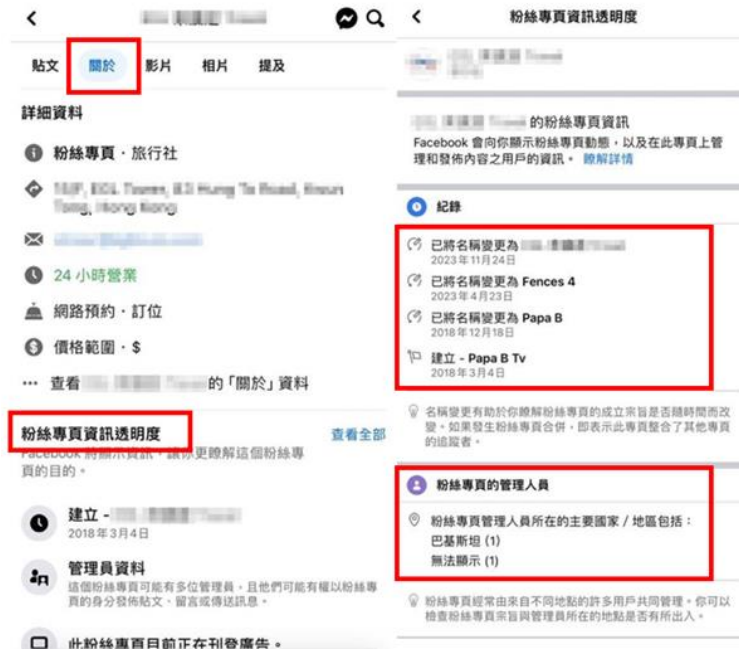 貼文 關於 影片 相片 提及
詳細資料
粉絲專頁 · 旅行社
24 小時營業
網路預約 · 訂位
價格範圍 · $
查看 的「關於」資料
粉絲專頁資訊透明度 查看全部
Facebook 將顯示資訊,讓你更瞭解這個粉絲專
頁的目的。
建立 -
2018年3月4日
管理員資料
這個粉絲專頁可能有多位管理員,且他們可能有權以粉絲專
頁的身分發佈貼文、留言或傳送訊息。
此粉絲專頁目前正在刊登廣告。
粉絲專頁資訊透明度
的粉絲專頁資訊
Facebook 會向你顯示粉絲專頁動態,以及在此專頁上管
理和發佈內容之用戶的資訊。 瞭解詳情
紀錄
已將名稱變更為
2023年11月24日
已將名稱變更為 Fences 4
2023年4月23日
已將名稱變更為 Papa B
2018年12月18日
建立 - Papa B Tv
2018年3月4日
名稱變更有助於你瞭解粉絲專頁的成立宗旨是否隨時間而改
變。如果發生粉絲專頁合併,即表示此專頁整合了其他專頁
的追蹤者。
粉絲專頁的管理人員
粉絲專頁管理人員所在的主要國家 / 地區包括:
巴基斯坦 (1)
無法顯示 (1)
粉絲專頁經常由來自不同地點的許多用戶共同管理。你可以
檢查粉絲專頁宗旨與管理員所在的地點是否有所出入。